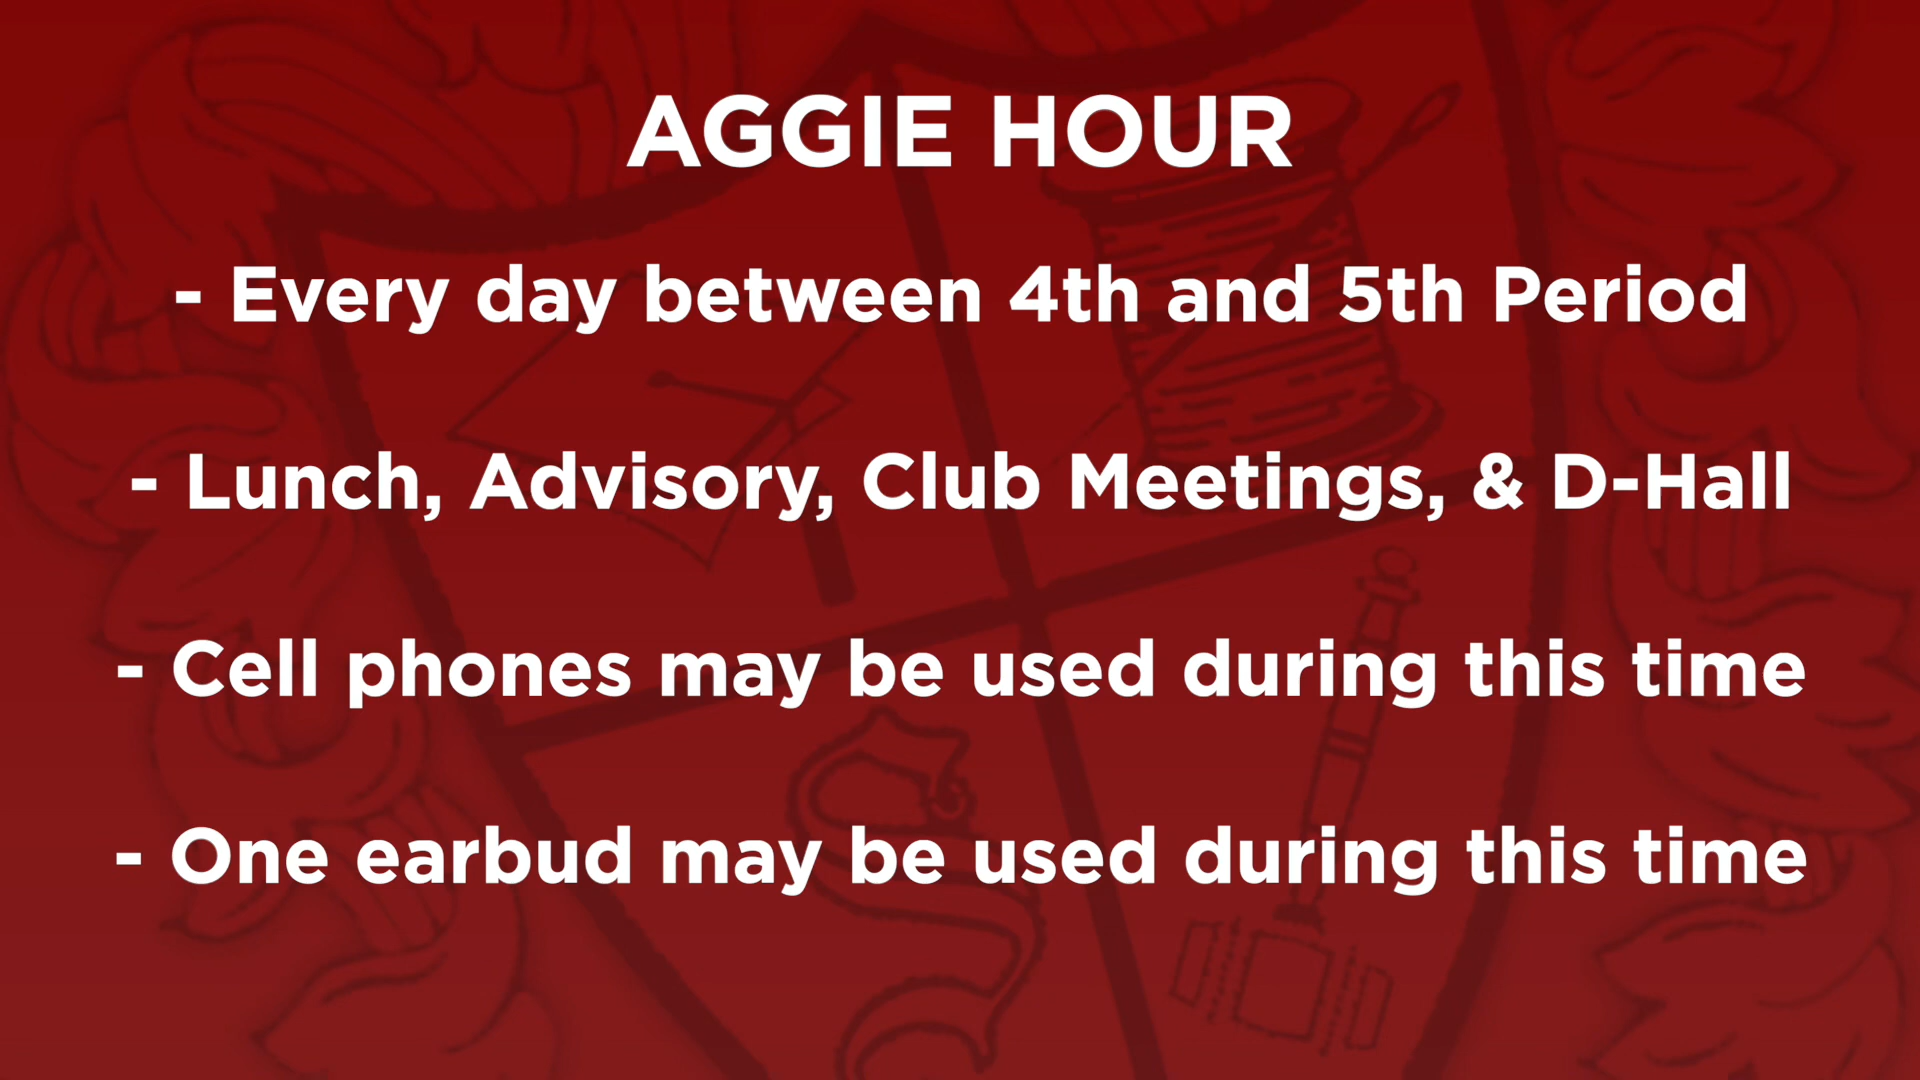 AGGIE HOUR
- Every day between 4th and 5th Period
- Lunch, Advisory, Club Meetings, & D-Hall
- Cell phones may be used during this time
- One earbud may be used during this time